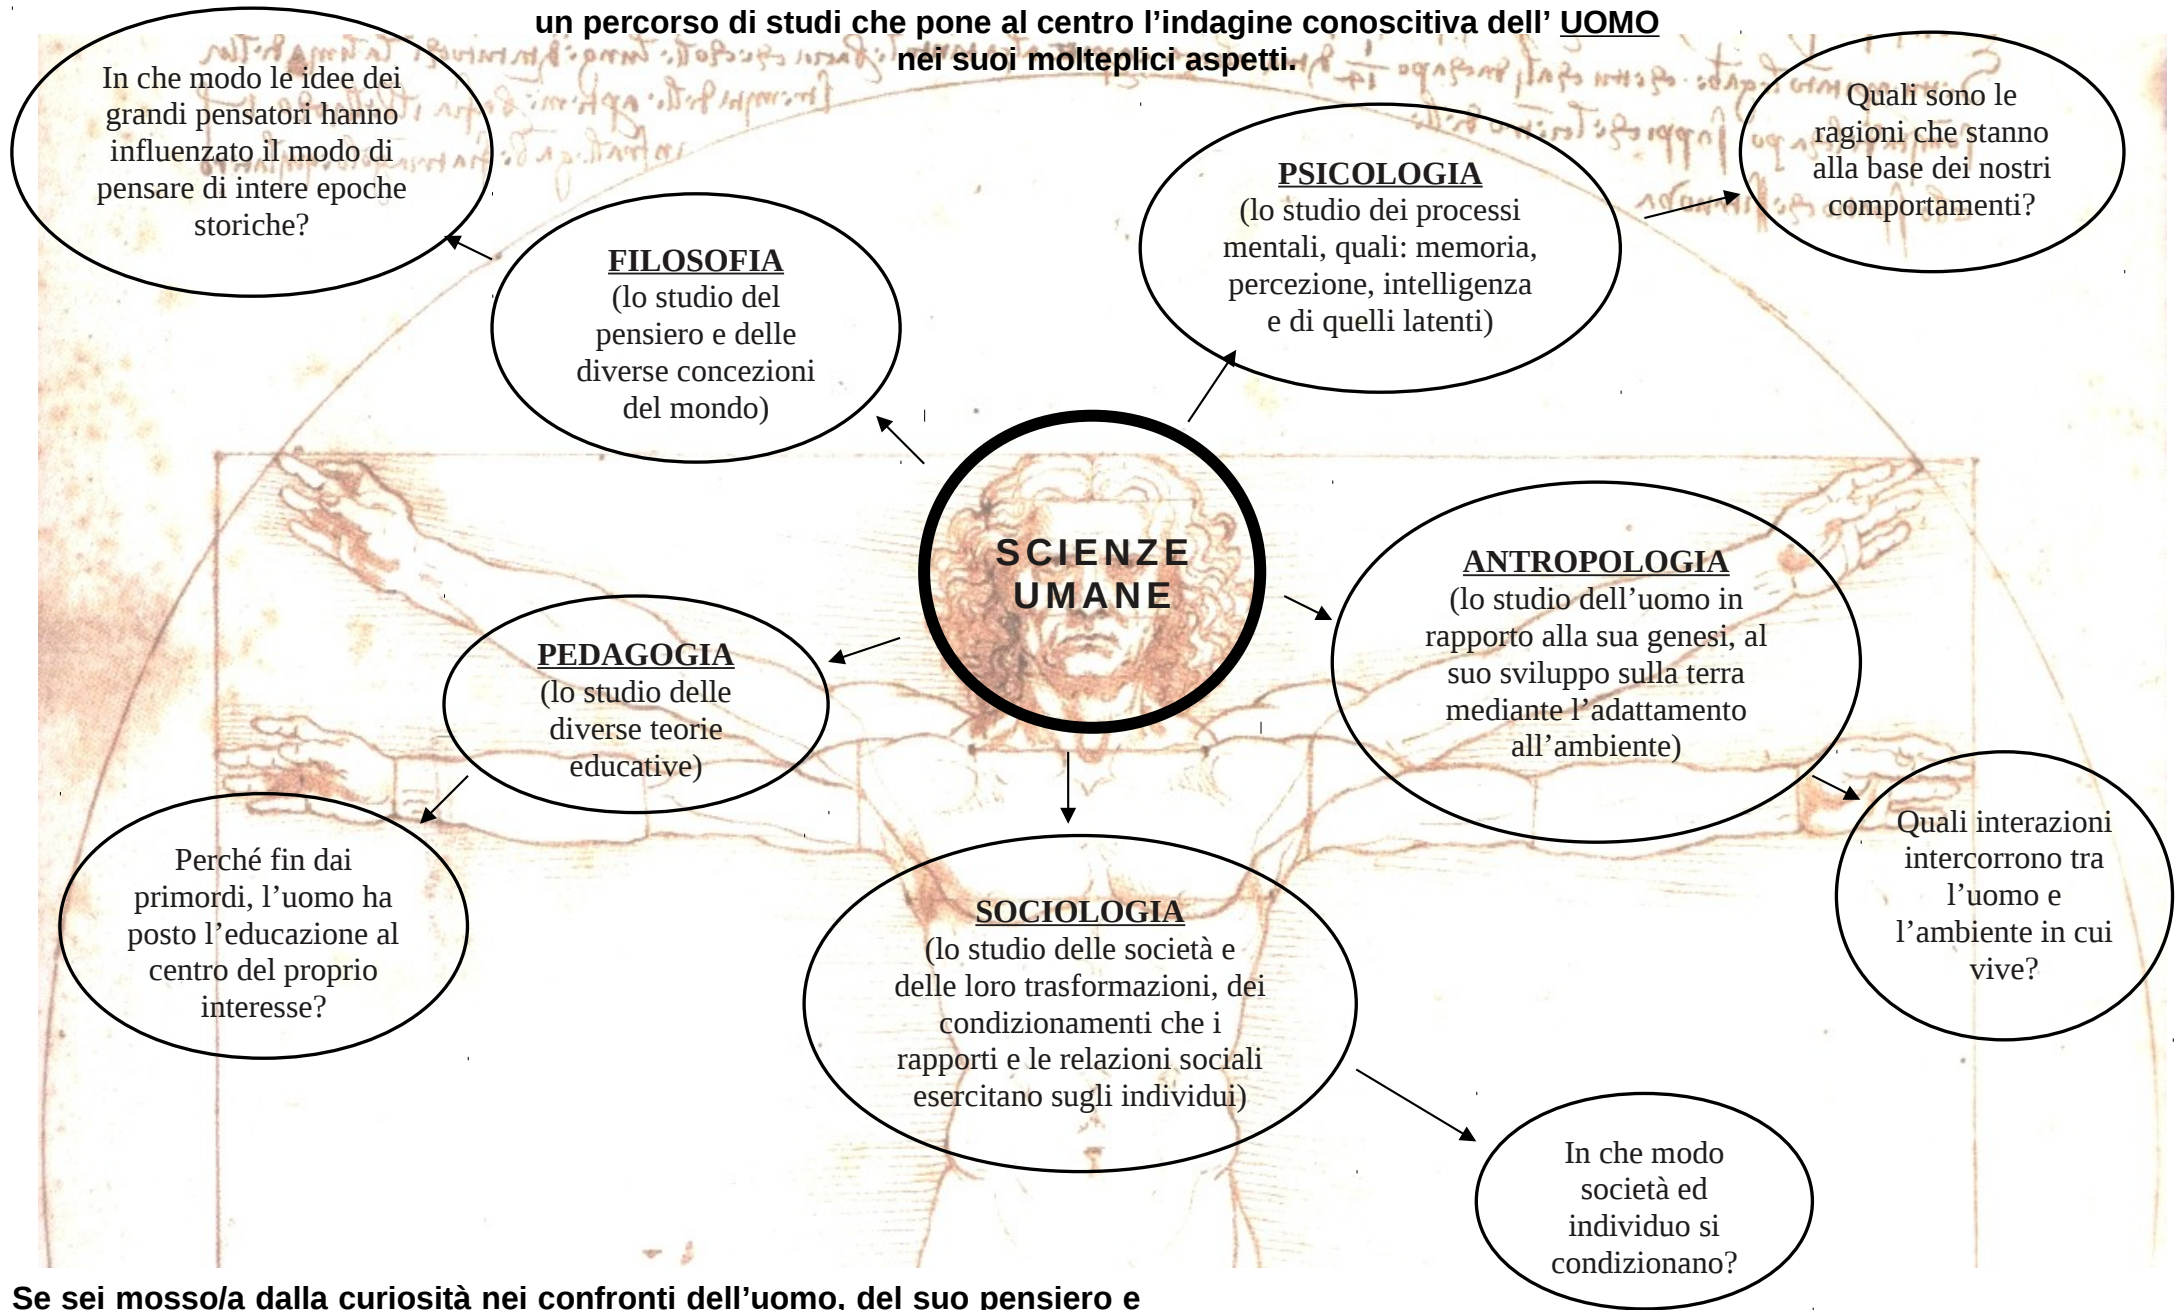 un percorso di studi che pone al centro l’indagine conoscitiva dell’ UOMO
nei suoi molteplici aspetti.
In che modo le idee dei
grandi pensatori hanno
influenzato il modo di
pensare di intere epoche
storiche?
FILOSOFIA
(lo studio del
pensiero e delle
diverse concezioni
del mondo)
PSICOLOGIA
(lo studio dei processi
mentali, quali: memoria,
percezione, intelligenza
e di quelli latenti)
Quali sono le
ragioni che stanno
alla base dei nostri
comportamenti?
SCIENZE
UMANE
ANTROPOLOGIA
(lo studio dell’uomo in
rapporto alla sua genesi, al
suo sviluppo sulla terra
mediante l’adattamento
all’ambiente)
PEDAGOGIA
(lo studio delle
diverse teorie
educative)
Quali interazioni
intercorrono tra
l’uomo e
l’ambiente in cui
vive?
Perché fin dai
primordi, l’uomo ha
posto l’educazione al
centro del proprio
interesse?
SOCIOLOGIA
(lo studio delle società e
delle loro trasformazioni, dei
condizionamenti che i
rapporti e le relazioni sociali
esercitano sugli individui)
In che modo
società ed
individuo si
condizionano?
Se sei mosso/a dalla curiosità nei confronti dell’uomo, del suo pensiero e